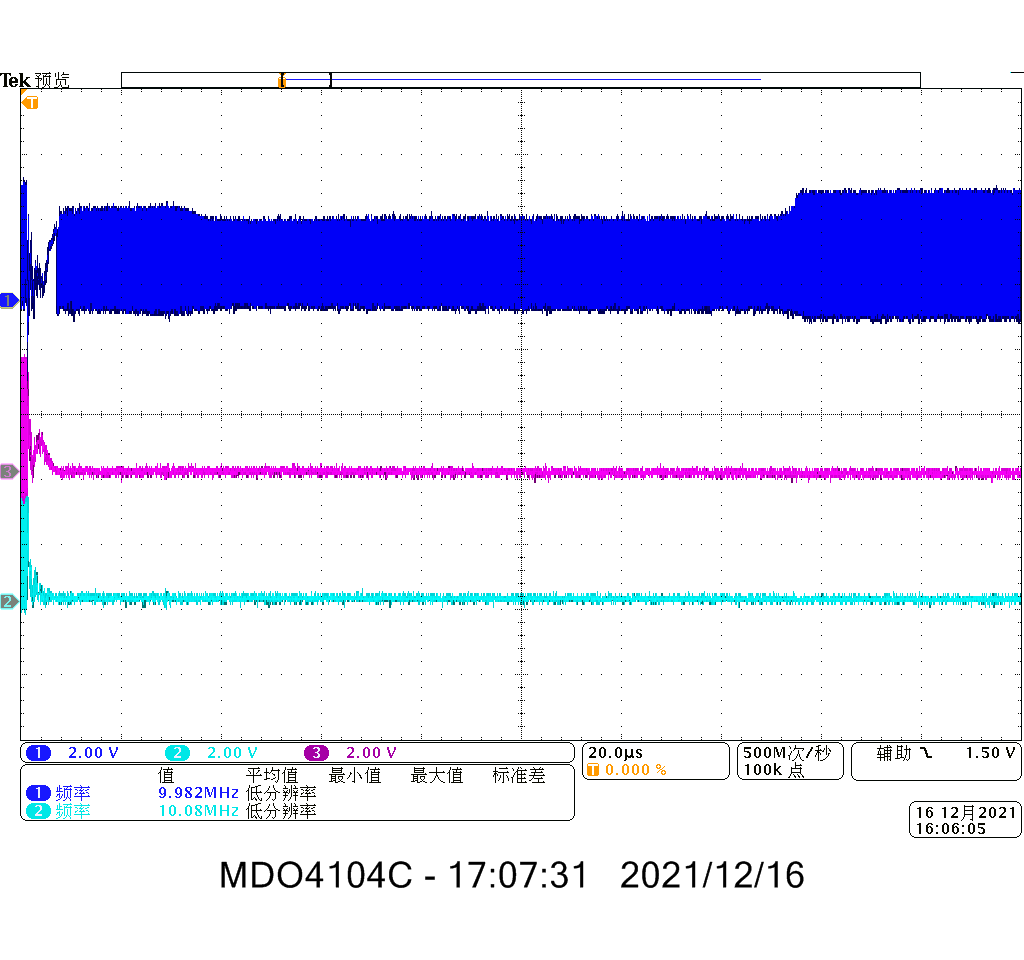 Tek 预览
T
1
3
2
1 2.00 V 2 2.00 V 3 2.00 V
20.0μs
T 0.000 %
500M次/秒
100k 点
辅助 1.50 V
值 平均值 最小值 最大值 标准差
1 频率 9.982MHz 低分辨率
2 频率 10.08MHz 低分辨率
16 12月2021
16:06:05
MDO4104C - 17:07:31 2021/12/16